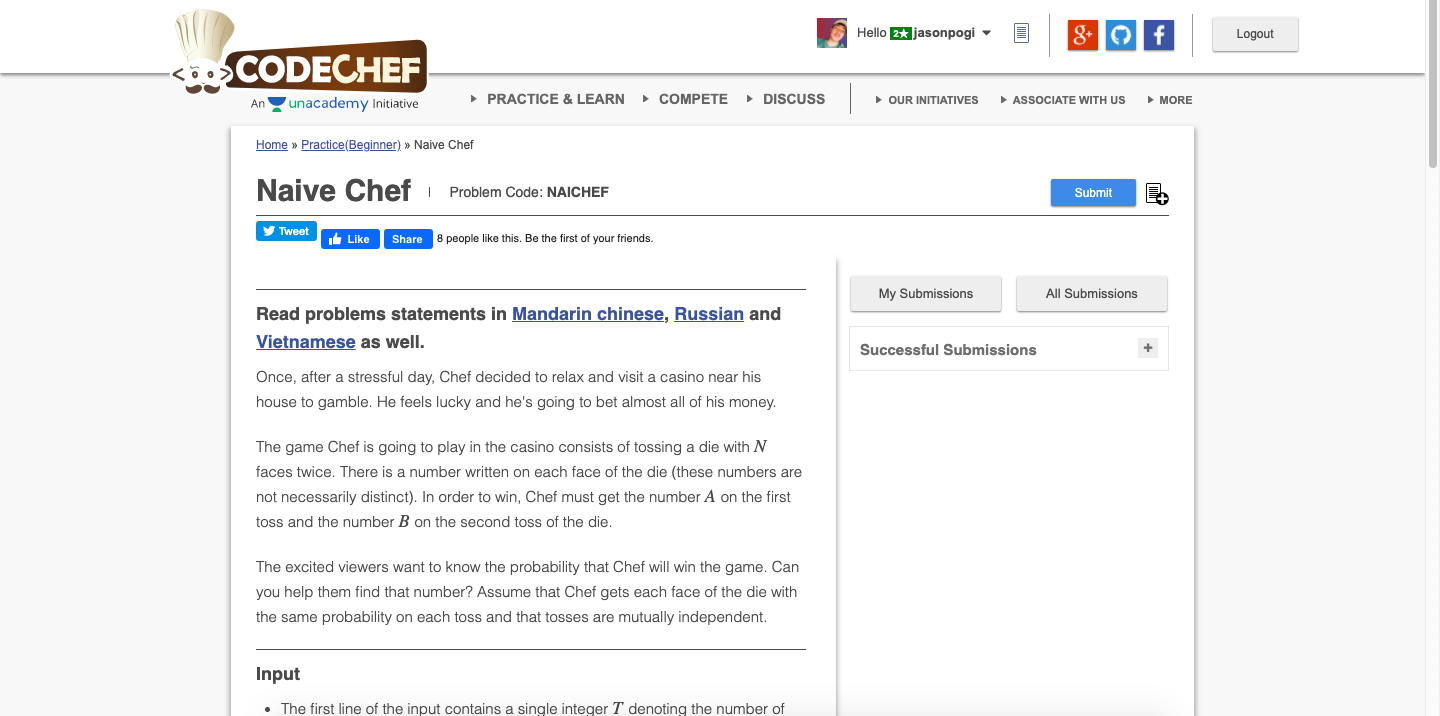 Hello 2★ jasonpogi
Logout
CODECHEF
An unacademy Initiative
PRACTICE & LEARN COMPETE DISCUSS OUR INITIATIVES ASSOCIATE WITH US MORE
Home » Practice(Beginner) » Naive Chef
Naive Chef | Problem Code: NAICHEF
Submit
Tweet Like Share 8 people like this. Be the first of your friends.
My Submissions All Submissions
Successful Submissions +
Read problems statements in Mandarin chinese, Russian and
Vietnamese as well.
Once, after a stressful day, Chef decided to relax and visit a casino near his
house to gamble. He feels lucky and he's going to bet almost all of his money.
The game Chef is going to play in the casino consists of tossing a die with N
faces twice. There is a number written on each face of the die (these numbers are
not necessarily distinct). In order to win, Chef must get the number A on the first
toss and the number B on the second toss of the die.
The excited viewers want to know the probability that Chef will win the game. Can
you help them find that number? Assume that Chef gets each face of the die with
the same probability on each toss and that tosses are mutually independent.
Input
• The first line of the input contains a single integer T denoting the number of